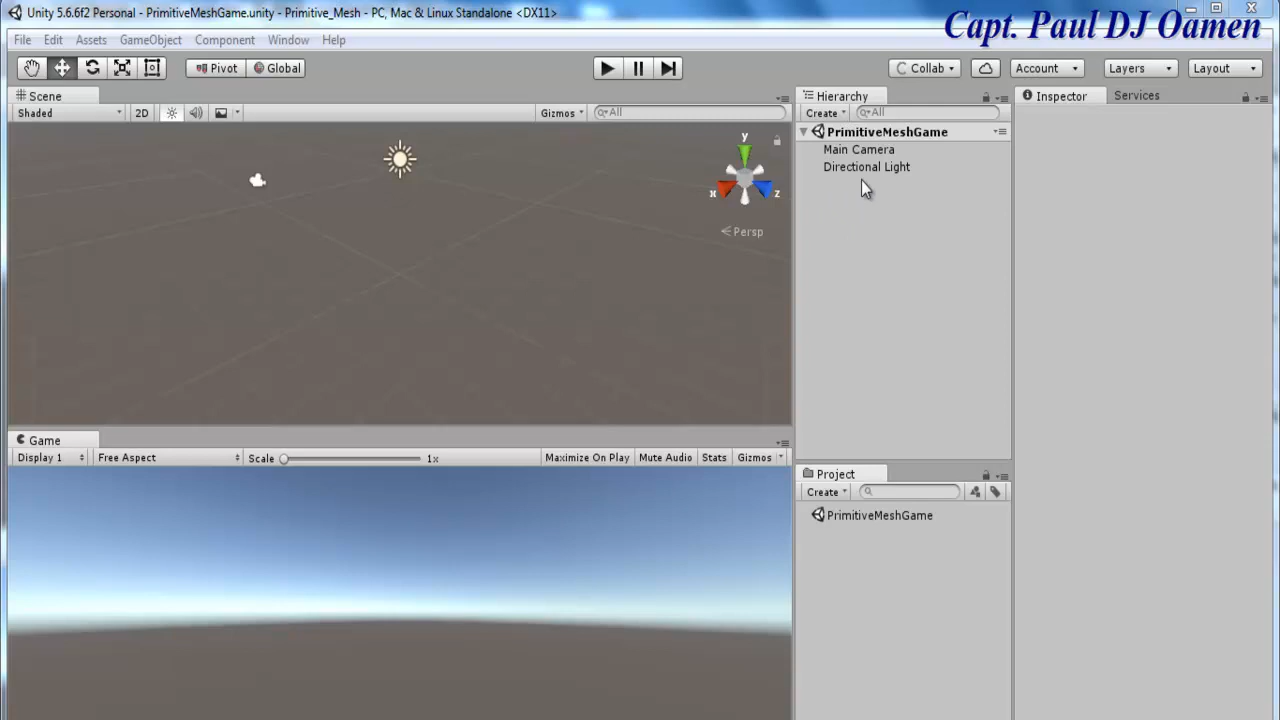 Unity 5.6.6f2 Personal - PrimitiveMeshGame.unity - Primitive_Mesh - PC, Mac & Linux Standalone <DX11>
Capt. Paul DJ Oamen
File Edit Assets GameObject Component Window Help
Pivot Global Collab Account Layers Layout
Scene
Shaded 2D Gizmos All
y
x z
Persp
Hierarchy
Create All
PrimitiveMeshGame
Main Camera
Directional Light
Inspector Services
Game
Display 1 Free Aspect Scale 1x Maximize On Play Mute Audio Stats Gizmos
Project
Create
PrimitiveMeshGame